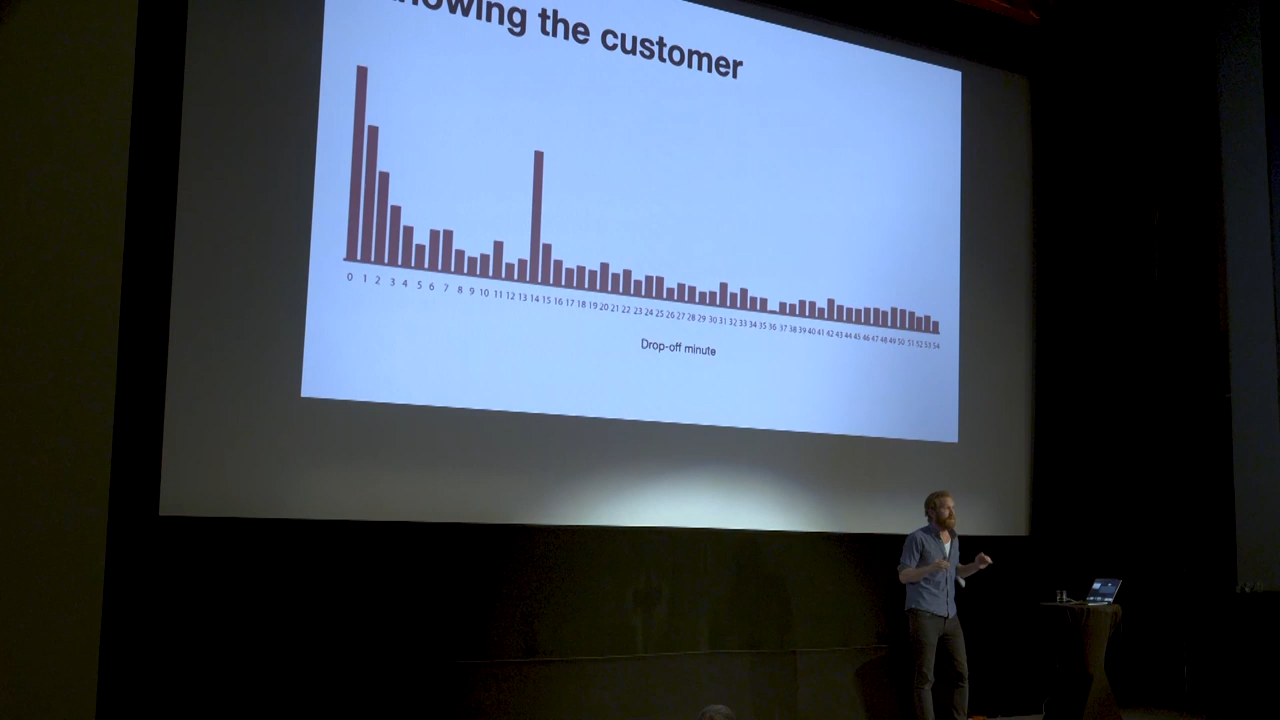 nowing the customer
0 1 2 3 4 5 6 7 8 9 10 11 12 13 14 15 16 17 18 19 20 21 22 23 24 25 26 27 28 29 30 31 32 33 34 35 36 37 38 39 40 41 42 43 44 45 46 47 48 49 50 51 52 53 54
Drop-off minute